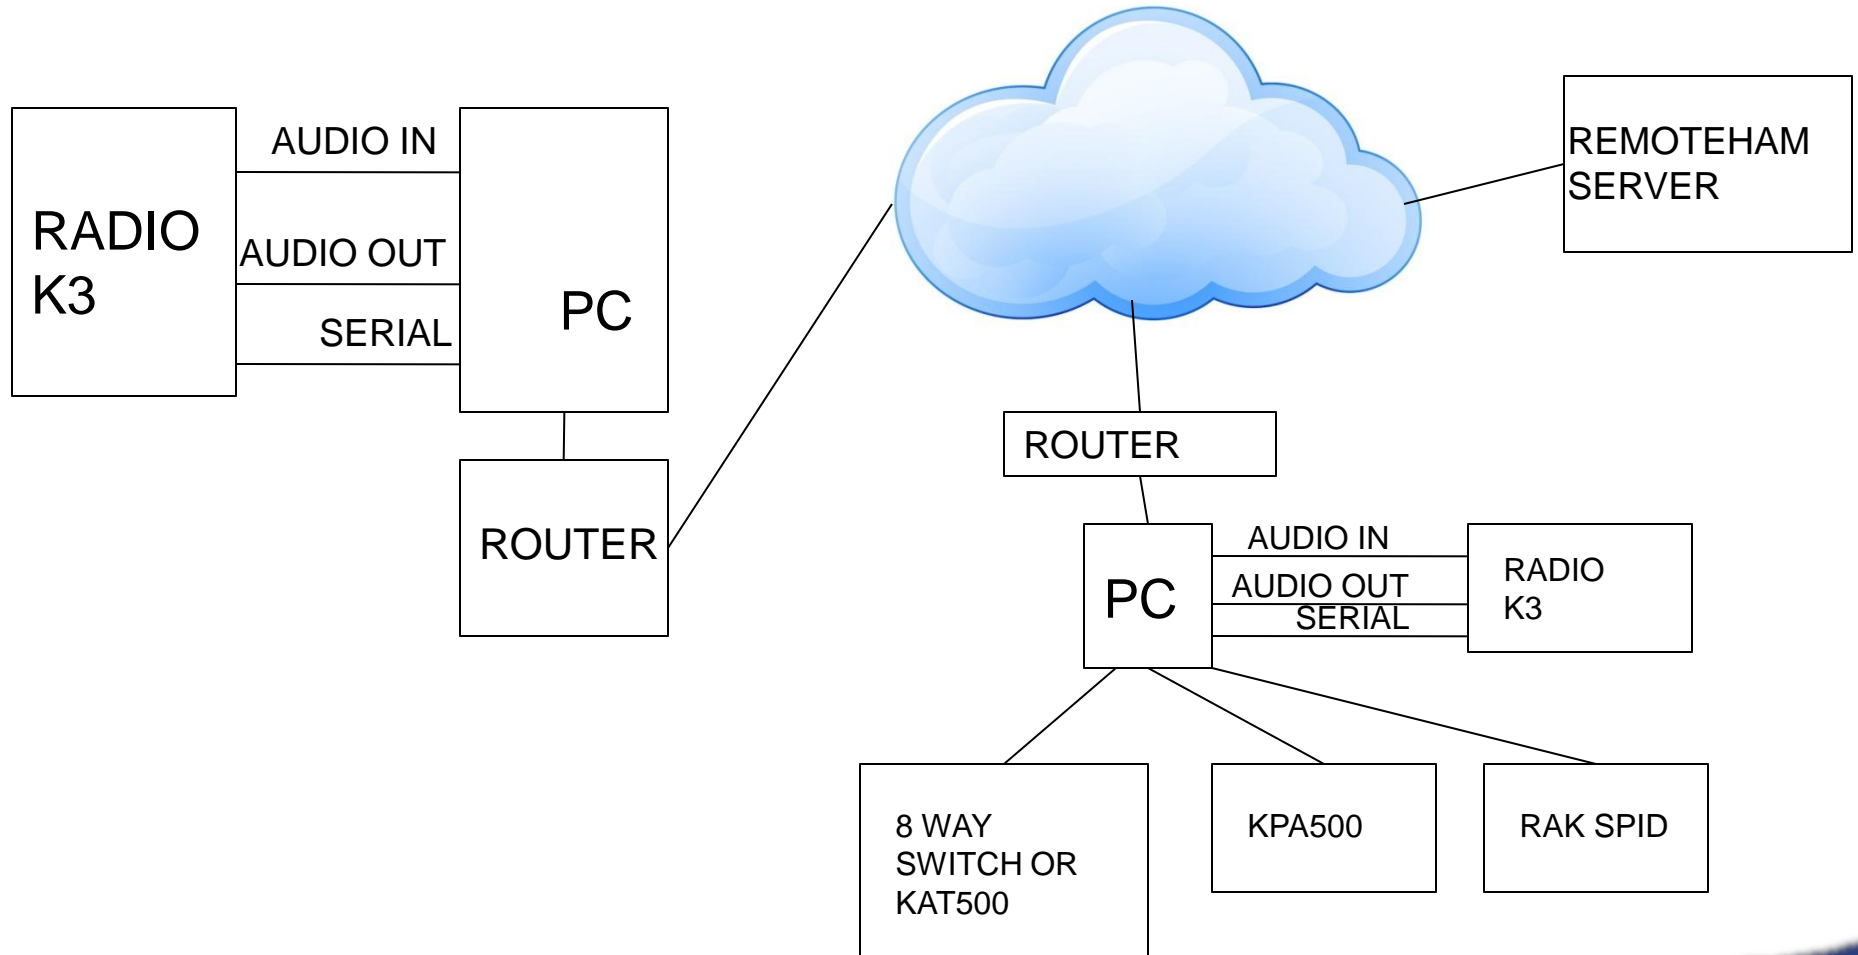 RADIO
K3
AUDIO IN
AUDIO OUT
SERIAL
PC
ROUTER
REMOTEHAM
SERVER
ROUTER
PC
AUDIO IN
AUDIO OUT
SERIAL
RADIO
K3
8 WAY
SWITCH OR
KAT500
KPA500
RAK SPID